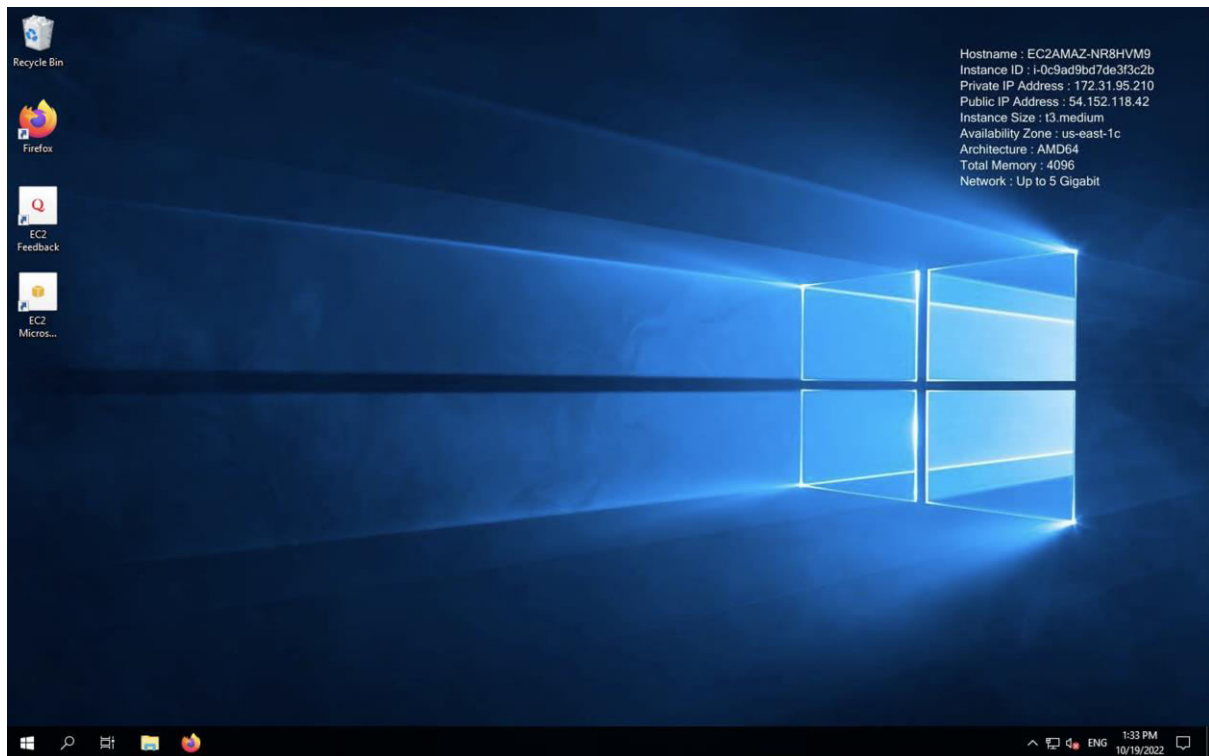 Recycle Bin
Firefox
Q
EC2
Feedback
EC2
Micros...
Hostname : EC2AMAZ-NR8HVM9
Instance ID : i-0c9ad9bd7de3f3c2b
Private IP Address : 172.31.95.210
Public IP Address : 54.152.118.42
Instance Size : t3.medium
Availability Zone : us-east-1c
Architecture : AMD64
Total Memory : 4096
Network : Up to 5 Gigabit
ENG
1:33 PM
10/19/2022